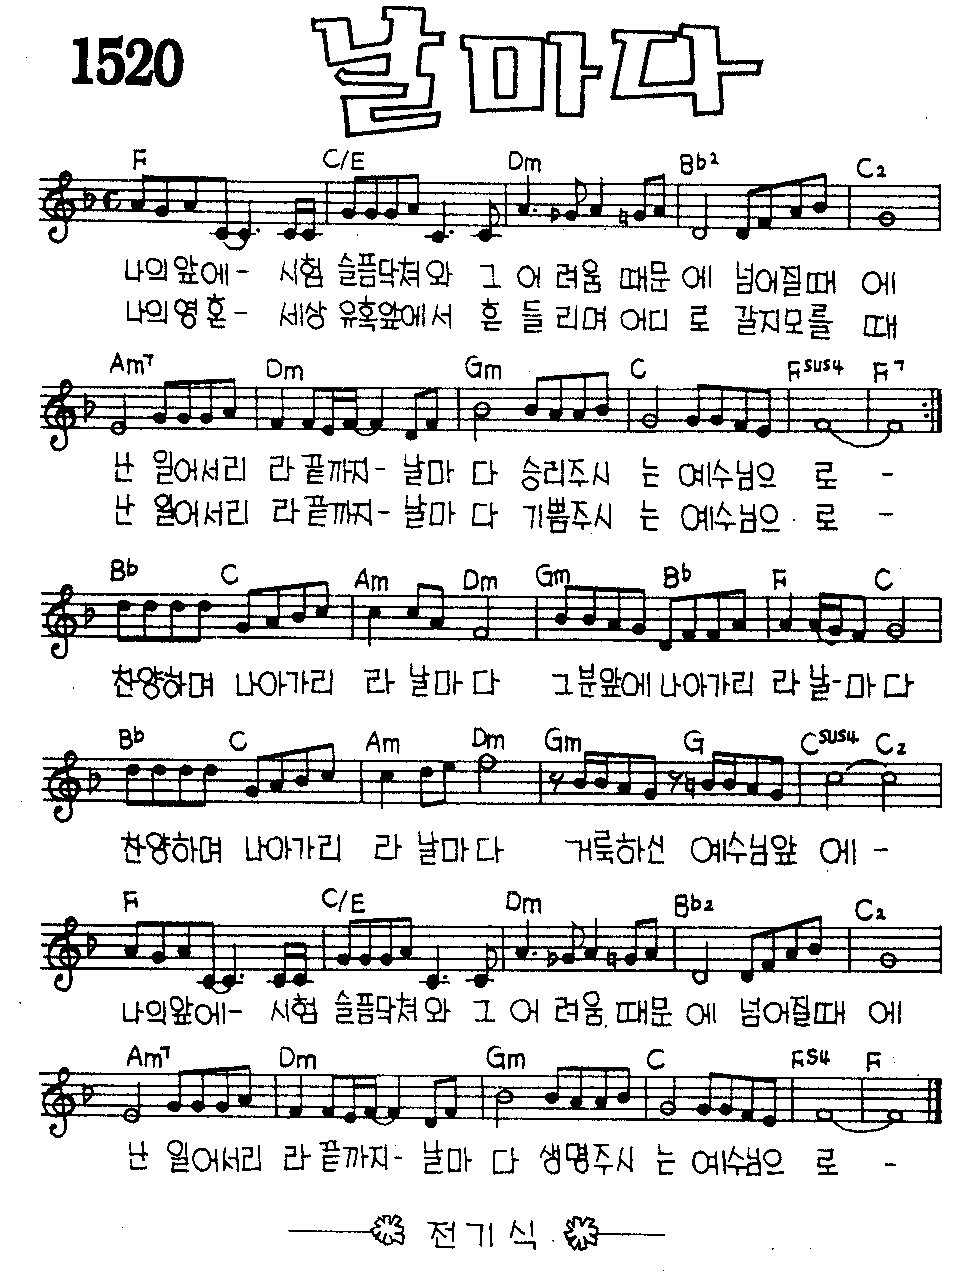 1520 날마다
F C/E Dm Bb2 C2
나의앞에- 시험 슬픔닥쳐와 그 어 려움 때문 에 넘어질때 에
나의영혼- 세상 유혹앞에서 흔 들 리며 어디 로 갈지모를 때
Am7 Dm Gm C Fsus4 F7
난 일어서리 라 끝까지- 날마 다 승리주시 는 예수님으 로 -
난 일어서리 라 끝까지- 날마 다 기쁨주시 는 예수님으 로 -
Bb C Am Dm Gm Bb F C
찬양하며 나아가리 라 날마 다 그분앞에 나아가리 라 날-마 다
Bb C Am Dm Gm G Csus4 C2
찬양하며 나아가리 라 날마다 거룩하신 예수님앞 에 -
F C/E Dm Bb2 C2
나의앞에- 시험 슬픔닥쳐 와 그 어 려움 때문 에 넘어질때 에
Am7 Dm Gm C FS4 F
난 일어서리 라 끝까지- 날마 다 생명주시 는 예수님으 로 -
전기식